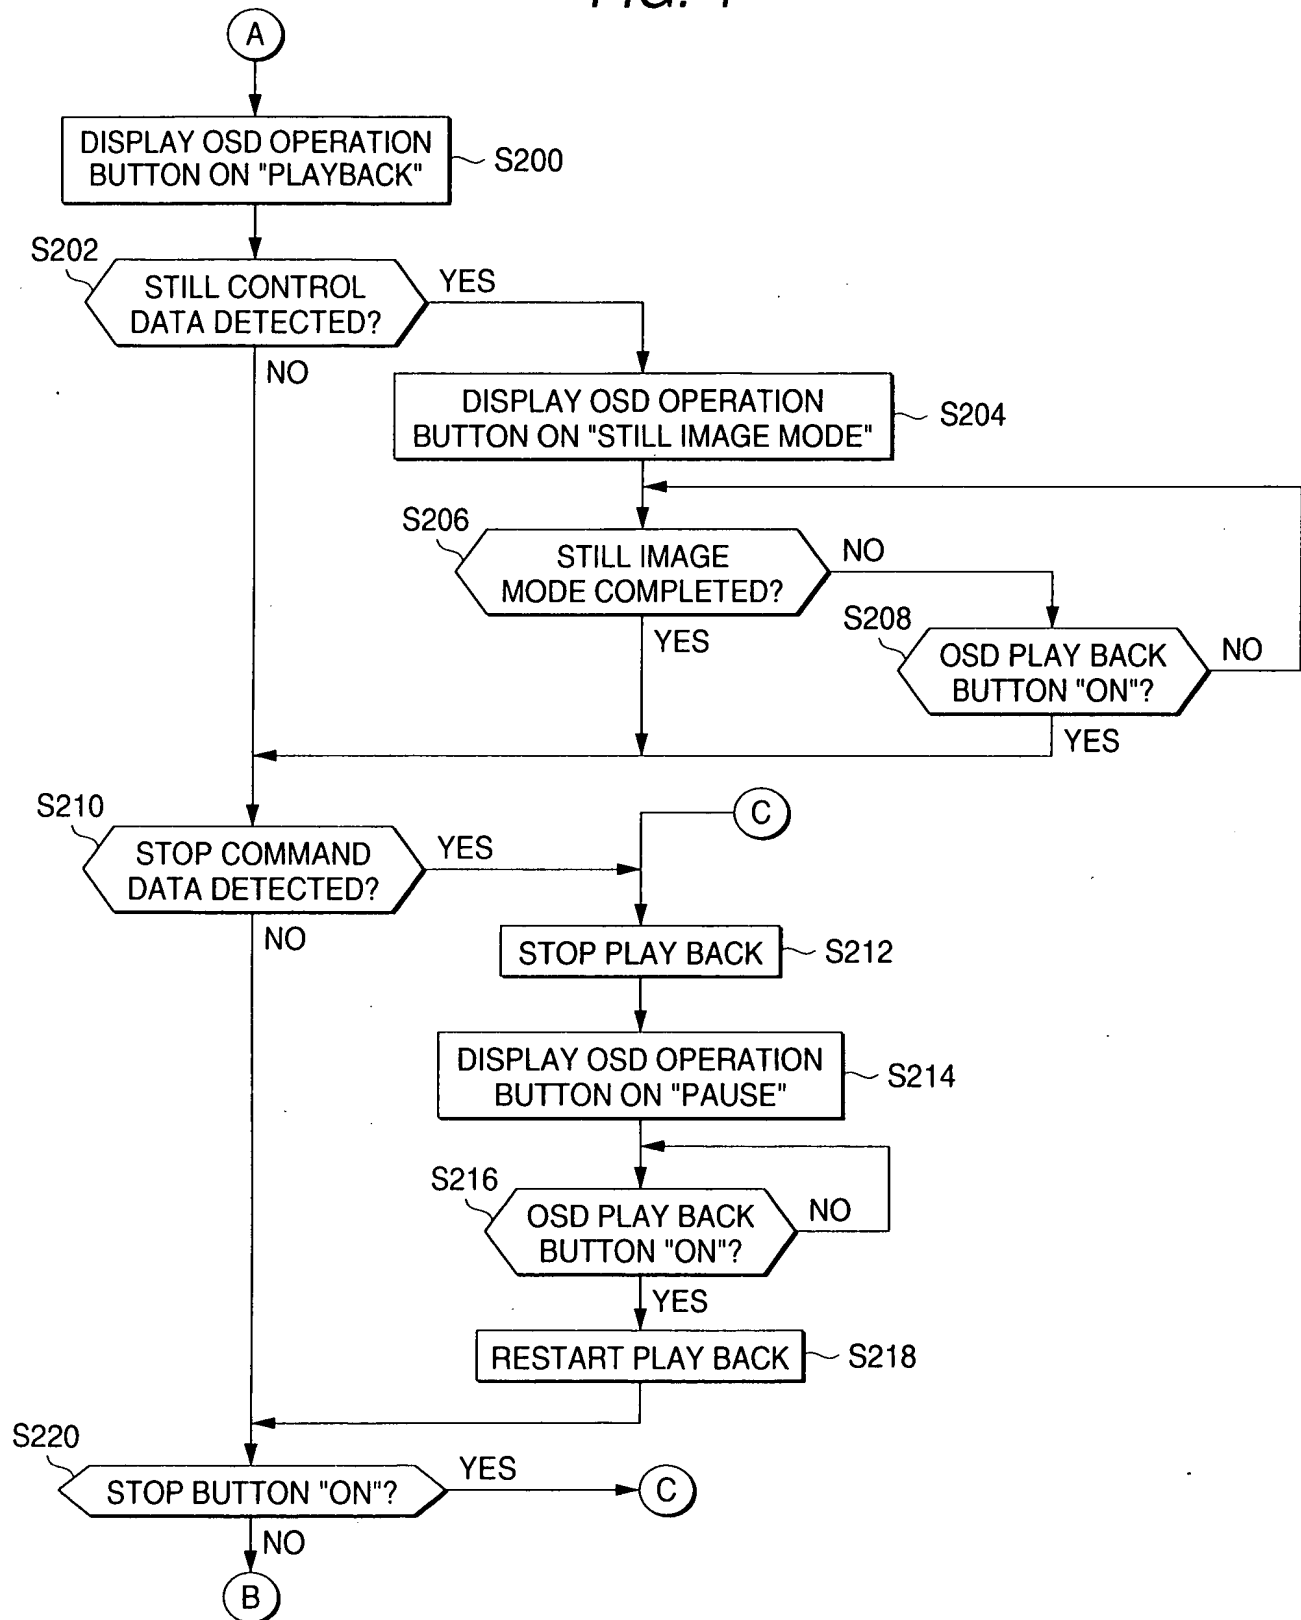 A
DISPLAY OSD OPERATION
BUTTON ON "PLAYBACK"
S200
S202
STILL CONTROL
DATA DETECTED?
YES
NO
DISPLAY OSD OPERATION
BUTTON ON "STILL IMAGE MODE"
S204
S206
STILL IMAGE
MODE COMPLETED?
NO
YES
S208
OSD PLAY BACK
BUTTON "ON"?
NO
YES
S210
STOP COMMAND
DATA DETECTED?
YES
NO
C
STOP PLAY BACK
S212
DISPLAY OSD OPERATION
BUTTON ON "PAUSE"
S214
S216
OSD PLAY BACK
BUTTON "ON"?
NO
YES
RESTART PLAY BACK
S218
S220
STOP BUTTON "ON"?
YES
C
NO
B